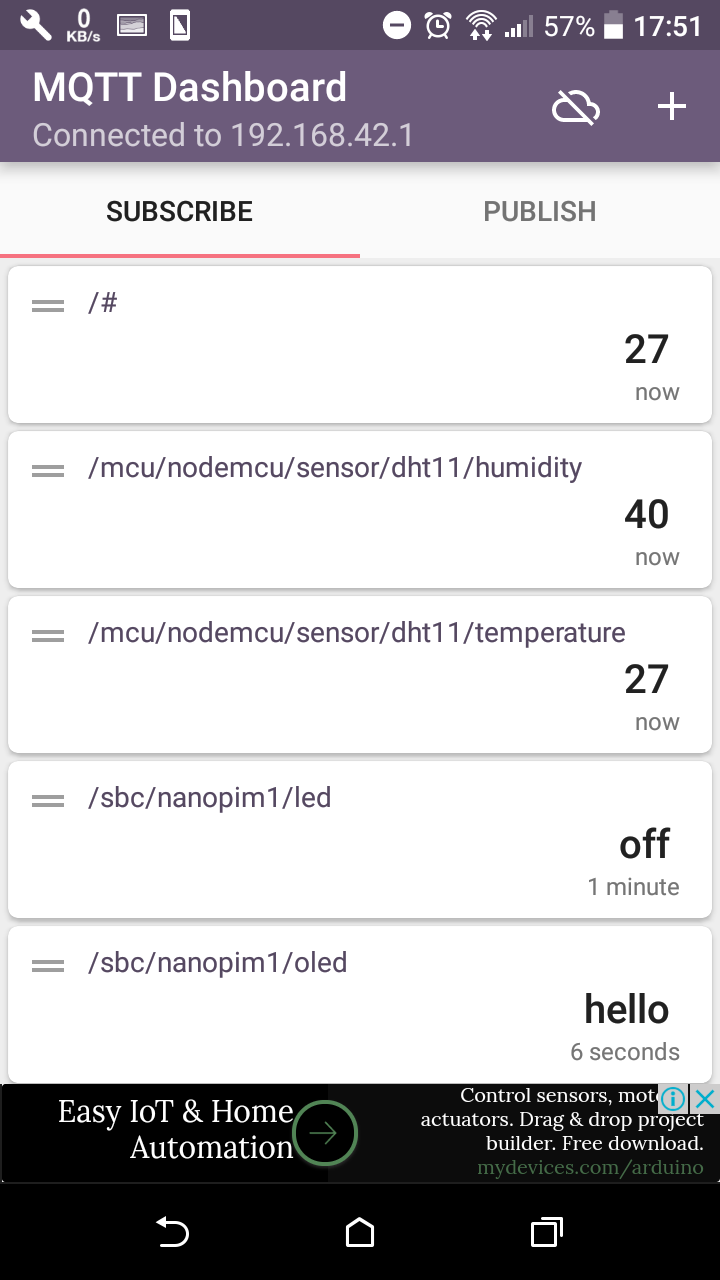 0
KB/s
57%
17:51
MQTT Dashboard
Connected to 192.168.42.1
SUBSCRIBE
PUBLISH
/#
27
now
/mcu/nodemcu/sensor/dht11/humidity
40
now
/mcu/nodemcu/sensor/dht11/temperature
27
now
/sbc/nanopim1/led
off
1 minute
/sbc/nanopim1/oled
hello
6 seconds
Easy IoT & Home
Automation
Control sensors,
actuators. Drag & drop project
builder. Free download.
mydevices.com/arduino